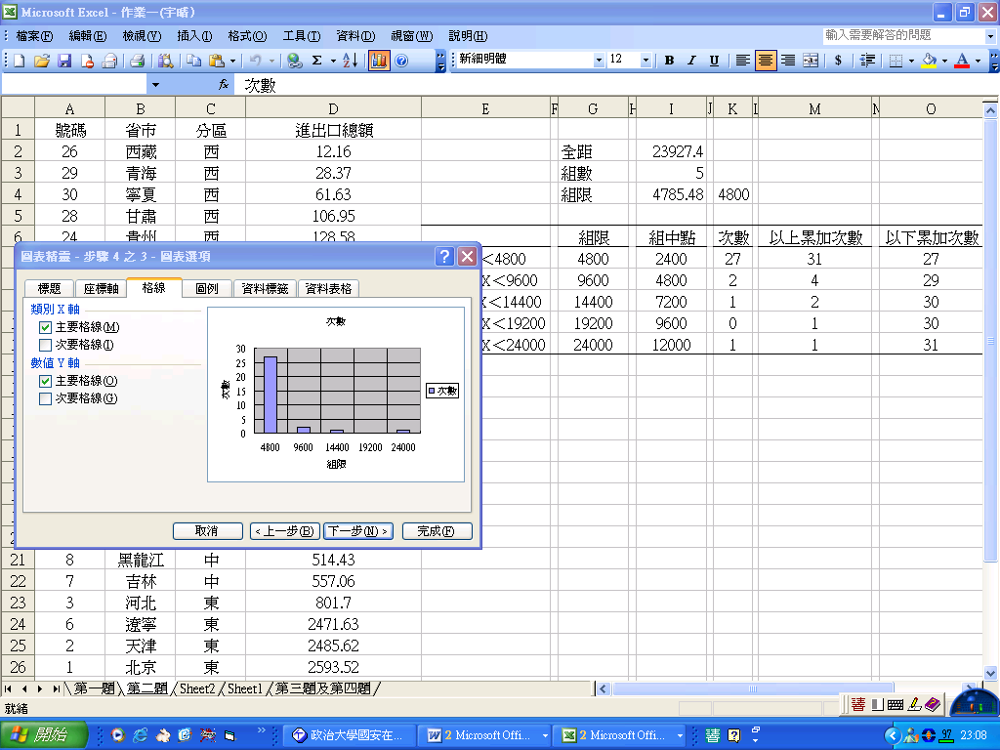 Microsoft Excel - 作業一(宇晧)
檔案(F) 編輯(E) 檢視(V) 插入(I) 格式(O) 工具(T) 資料(D) 視窗(W) 說明(H) 輸入需要解答的問題
新細明體 12 B I U $
fx 次數
A B C D E F G H I J K L M N O
1 號碼 省市 分區 進出口總額
2 26 西藏 西 12.16 全距 23927.4
3 29 青海 西 28.37 組數 5
4 30 寧夏 西 61.63 組限 4785.48 4800
5 28 甘肅 西 106.95
6 24 貴州 西 128.58 組限 組中點 次數 以上累加次數 以下累加次數
<4800 4800 2400 27 31 27
X<9600 9600 4800 2 4 29
X<14400 14400 7200 1 2 30
X<19200 19200 9600 0 1 30
X<24000 24000 12000 1 1 31
圖表精靈 - 步驟 4 之 3 - 圖表選項
標題 座標軸 格線 圖例 資料標籤 資料表格
類別 X 軸
主要格線(M)
次要格線(I)
數值 Y 軸
主要格線(O)
次要格線(G)
次數
30
25
20
15
10
5
0
次數
次數
4800 9600 14400 19200 24000
組限
取消 <上一步(B) 下一步(N)> 完成(F)
21 8 黑龍江 中 514.43
22 7 吉林 中 557.06
23 3 河北 東 801.7
24 6 遼寧 東 2471.63
25 2 天津 東 2485.62
26 1 北京 東 2593.52
第一題 第二題 Sheet2 Sheet1 第三題及第四題
就緒
開始 政治大學國安在... 2 Microsoft Offi... 2 Microsoft Offi... 97 23:08